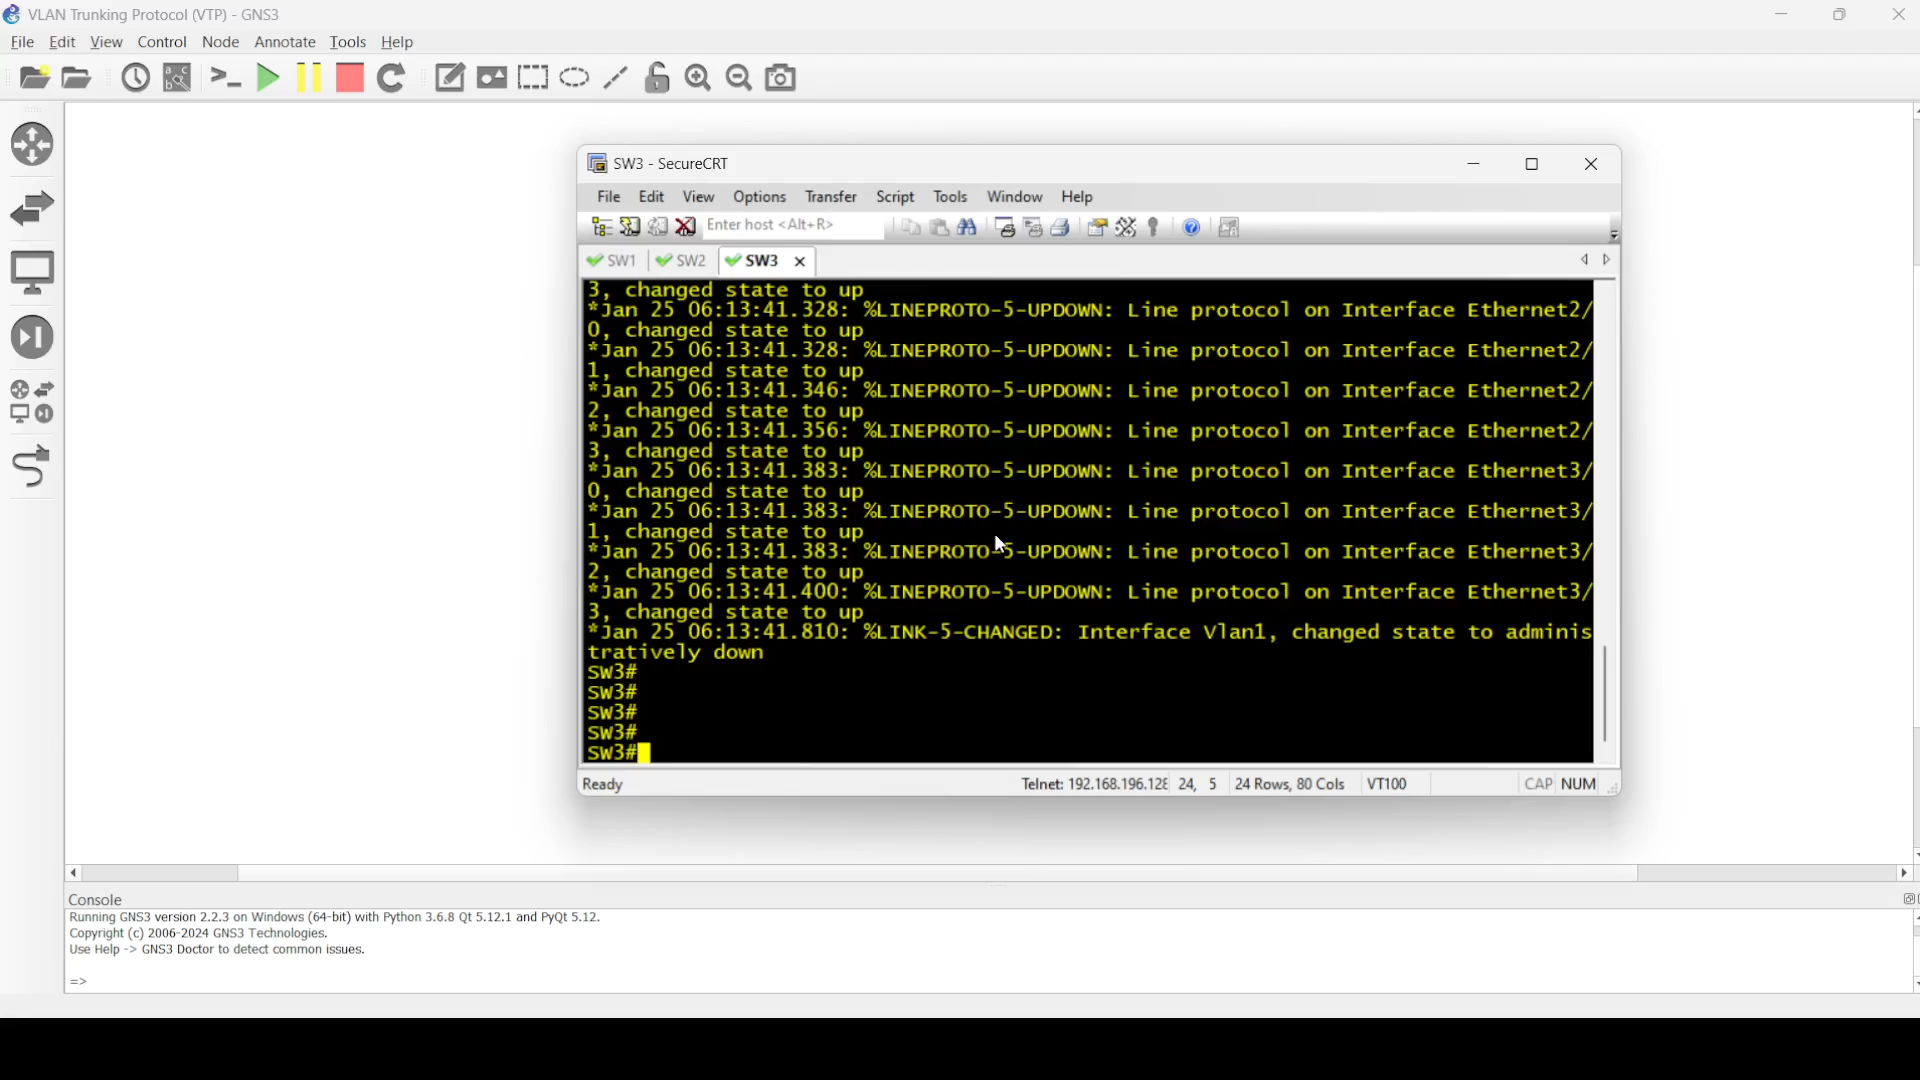 VLAN Trunking Protocol (VTP) - GNS3
File Edit View Control Node Annotate Tools Help
SW3 - SecureCRT
File Edit View Options Transfer Script Tools Window Help
Enter host <Alt+R>
SW1 SW2 SW3
3, changed state to up
*Jan 25 06:13:41.328: %LINEPROTO-5-UPDOWN: Line protocol on Interface Ethernet2/
0, changed state to up
*Jan 25 06:13:41.328: %LINEPROTO-5-UPDOWN: Line protocol on Interface Ethernet2/
1, changed state to up
*Jan 25 06:13:41.346: %LINEPROTO-5-UPDOWN: Line protocol on Interface Ethernet2/
2, changed state to up
*Jan 25 06:13:41.356: %LINEPROTO-5-UPDOWN: Line protocol on Interface Ethernet2/
3, changed state to up
*Jan 25 06:13:41.383: %LINEPROTO-5-UPDOWN: Line protocol on Interface Ethernet3/
0, changed state to up
*Jan 25 06:13:41.383: %LINEPROTO-5-UPDOWN: Line protocol on Interface Ethernet3/
1, changed state to up
*Jan 25 06:13:41.383: %LINEPROTO-5-UPDOWN: Line protocol on Interface Ethernet3/
2, changed state to up
*Jan 25 06:13:41.400: %LINEPROTO-5-UPDOWN: Line protocol on Interface Ethernet3/
3, changed state to up
*Jan 25 06:13:41.810: %LINK-5-CHANGED: Interface Vlan1, changed state to adminis
tratively down
SW3#
SW3#
SW3#
SW3#
SW3#
Ready Telnet: 192.168.196.128 24, 5 24 Rows, 80 Cols VT100 CAP NUM
Console
Running GNS3 version 2.2.3 on Windows (64-bit) with Python 3.6.8 Qt 5.12.1 and PyQt 5.12.
Copyright (c) 2006-2024 GNS3 Technologies.
Use Help -> GNS3 Doctor to detect common issues.
=>